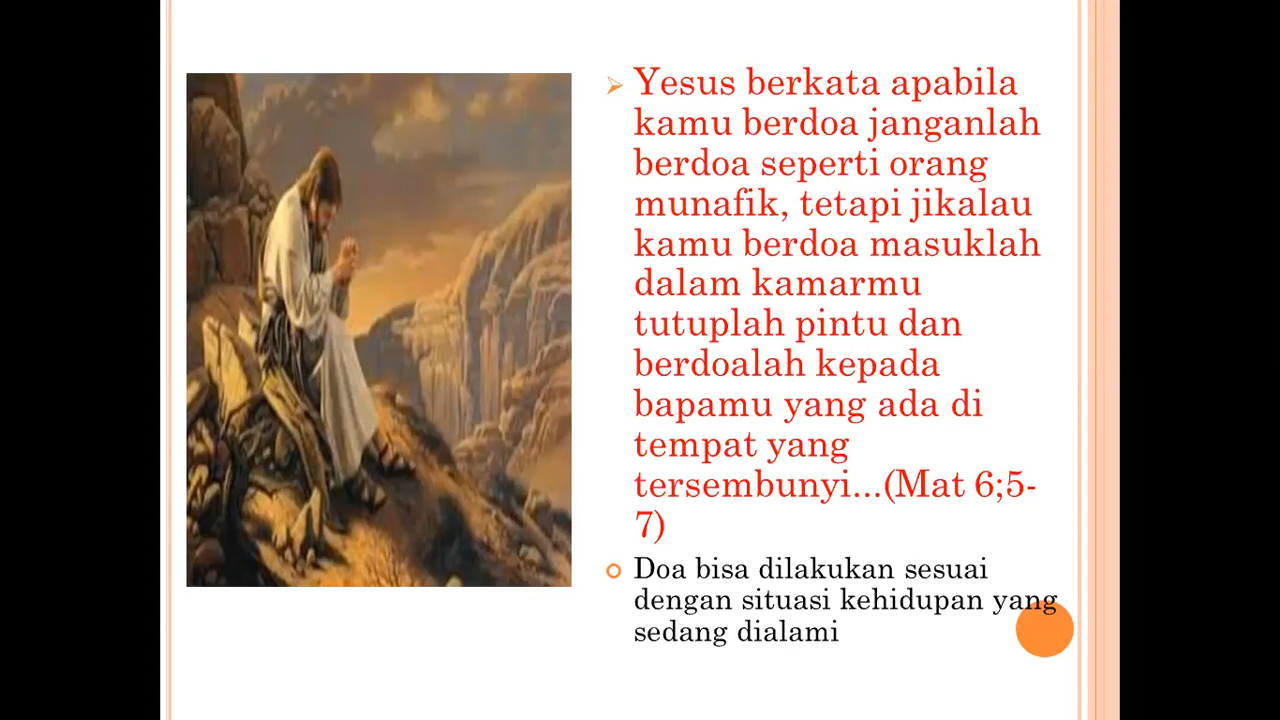 Yesus berkata apabila
kamu berdoa janganlah
berdoa seperti orang
munafik, tetapi jikalau
kamu berdoa masuklah
dalam kamarmu
tutuplah pintu dan
berdoalah kepada
bapamu yang ada di
tempat yang
tersembunyi...(Mat 6;5-
7)
Doa bisa dilakukan sesuai
dengan situasi kehidupan yang
sedang dialami